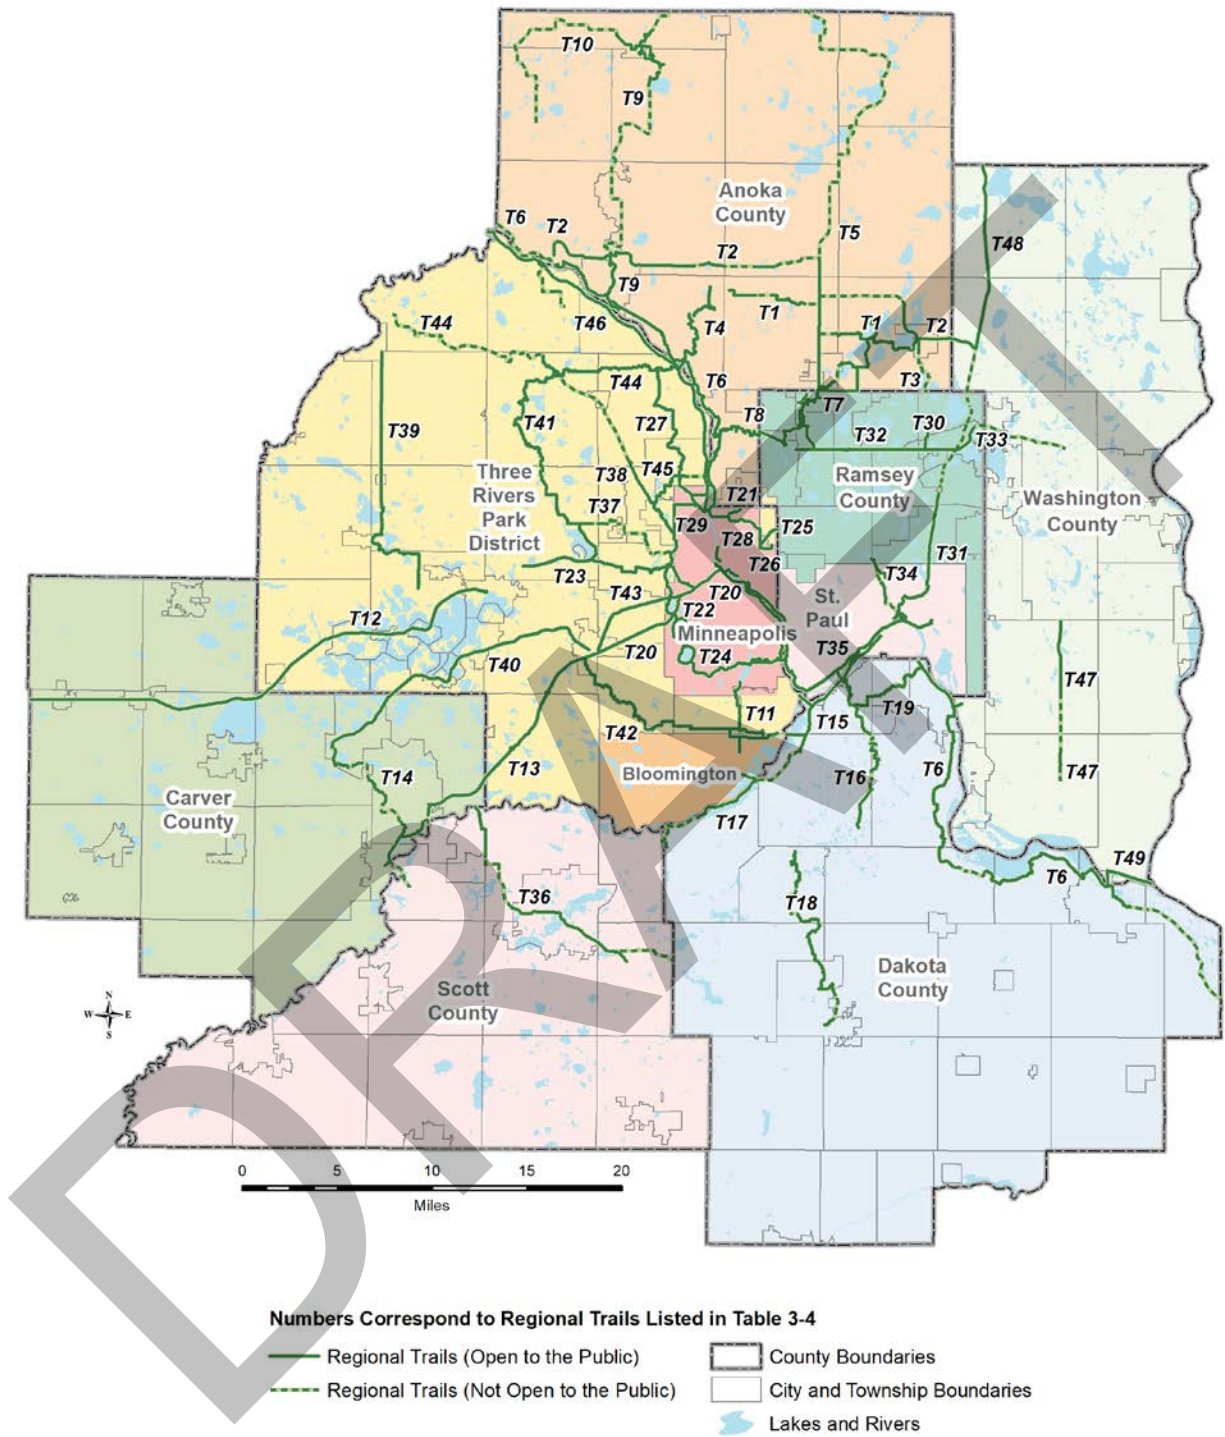 T10
T9
Anoka
County
T6
T2
T2
T5
T48
T9
T1
T46
T44
T4
T1
T2
T6
T3
T44
T7
T8
T39
T41
T27
T32
T30
T33
Three
Rivers
Park
District
T38
T45
Ramsey
County
Washington
County
T21
T37
T29
T28
T25
T26
T31
T23
T43
T20
T34
T22
St.
Paul
T12
Minneapolis
T24
T35
T40
T20
T47
T11
T15
T19
T42
T13
Bloomington
T14
T16
T6
T47
Carver
County
T17
T49
T6
T36
T18
Scott
County
Dakota
County
N
W E
S
0 5 10 15 20
Miles
DRAFT
Numbers Correspond to Regional Trails Listed in Table 3-4
Regional Trails (Open to the Public)
County Boundaries
Regional Trails (Not Open to the Public)
City and Township Boundaries
Lakes and Rivers